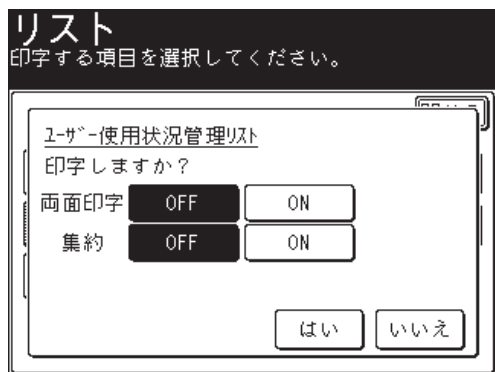 リスト
印字する項目を選択してください。
ﾕｰｻﾞｰ使用状況管理ﾘｽﾄ
印字しますか？
両面印字 OFF ON
集約 OFF ON
はい いいえ